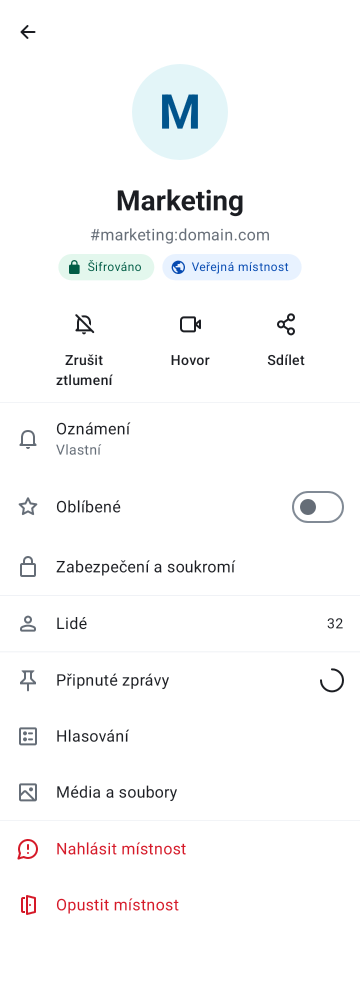 M
Marketing
#marketing:domain.com
Šifrováno
Veřejná místnost
Zrušit
ztlumení
Hovor
Sdílet
Oznámení
Vlastní
Oblíbené
Zabezpečení a soukromí
Lidé
32
Připnuté zprávy
Hlasování
Média a soubory
Nahlásit místnost
Opustit místnost